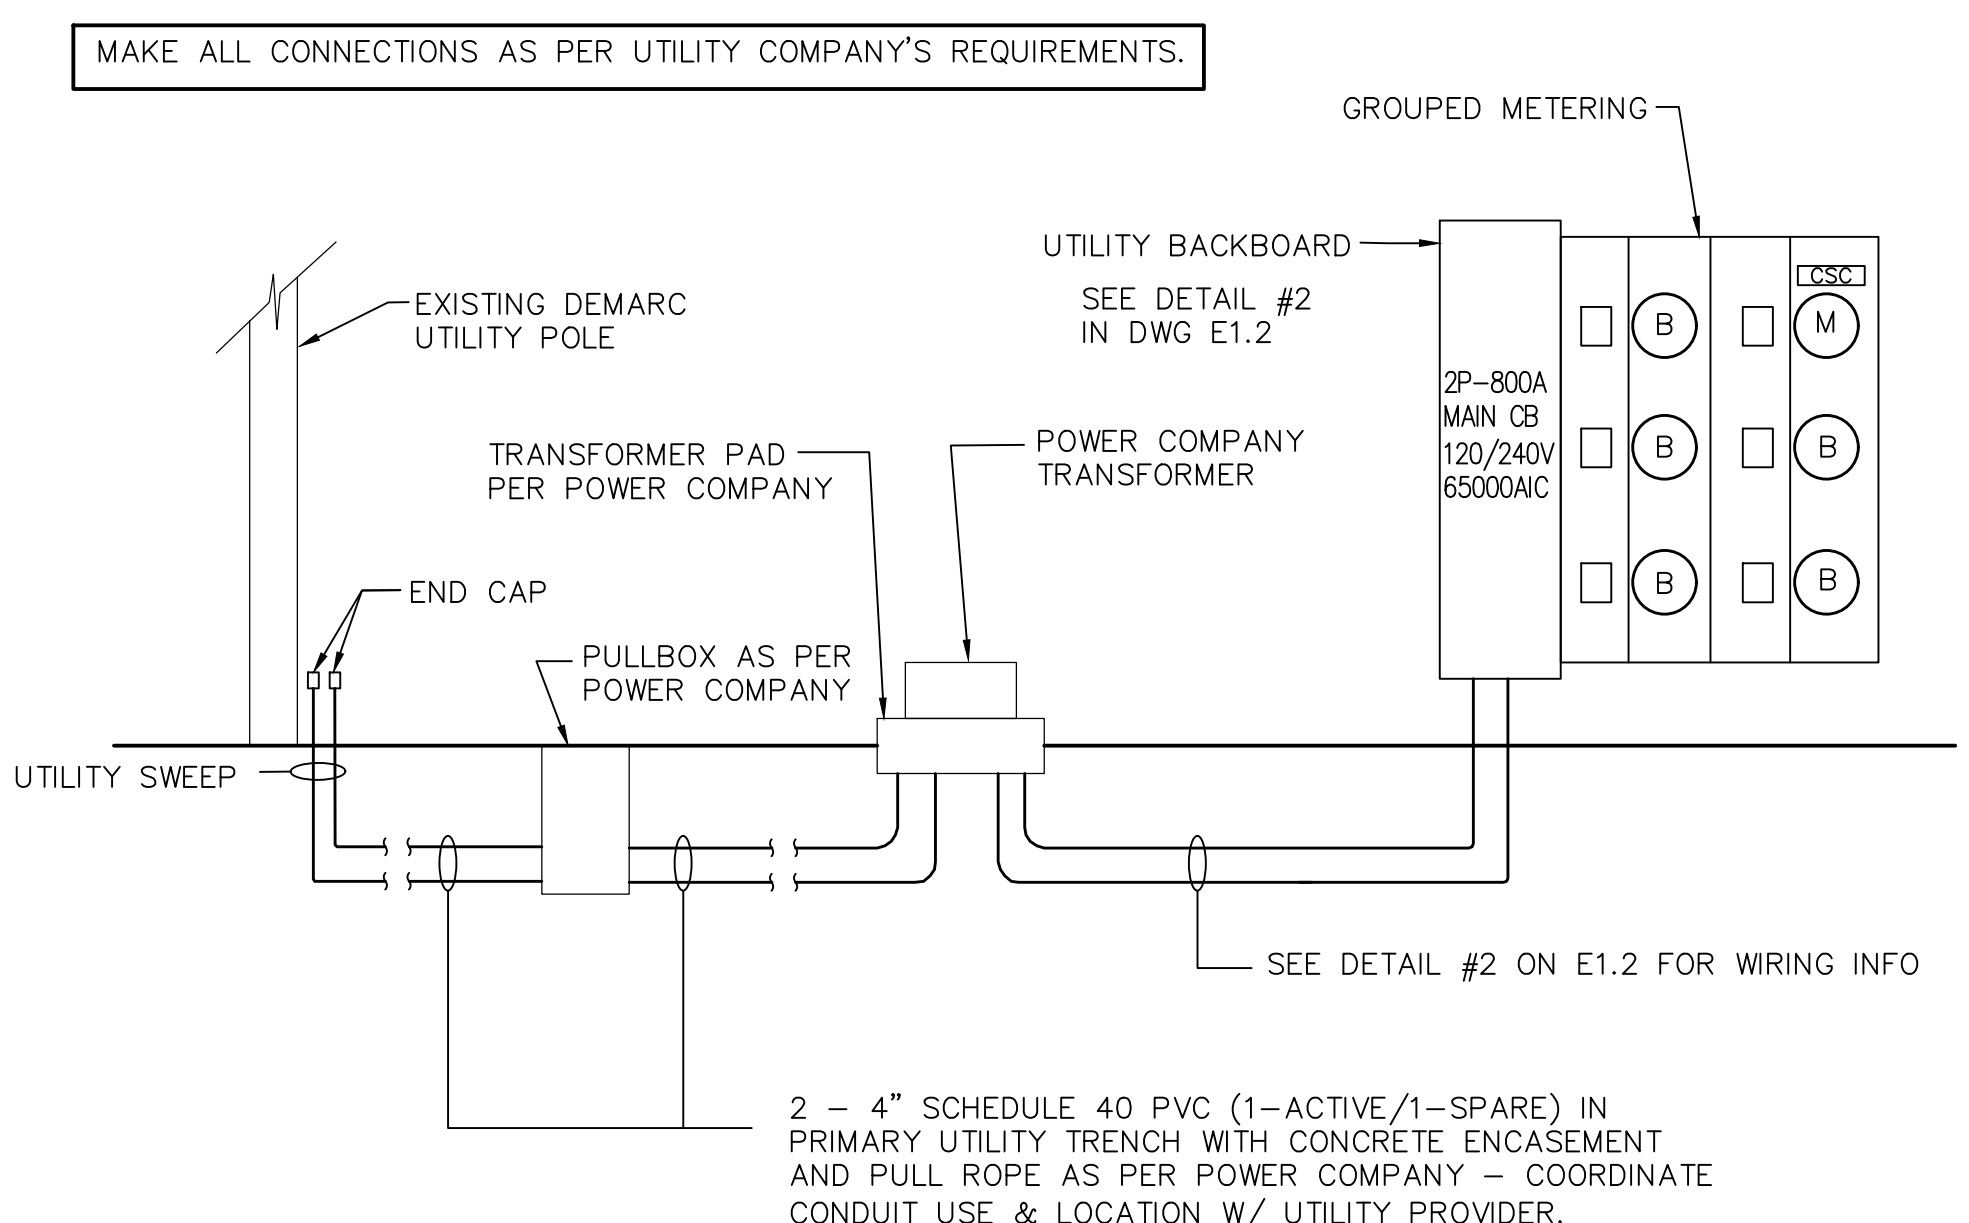 MAKE ALL CONNECTIONS AS PER UTILITY COMPANY'S REQUIREMENTS.
GROUPED METERING
UTILITY BACKBOARD
SEE DETAIL #2
IN DWG E1.2
CSC
B
M
EXISTING DEMARC
UTILITY POLE
2P-800A
MAIN CB
120/240V
65000AIC
B
B
TRANSFORMER PAD
PER POWER COMPANY
POWER COMPANY
TRANSFORMER
B
B
END CAP
PULLBOX AS PER
POWER COMPANY
UTILITY SWEEP
SEE DETAIL #2 ON E1.2 FOR WIRING INFO
2 - 4" SCHEDULE 40 PVC (1-ACTIVE/1-SPARE) IN
PRIMARY UTILITY TRENCH WITH CONCRETE ENCASEMENT
AND PULL ROPE AS PER POWER COMPANY - COORDINATE
CONDUIT USE & LOCATION W/ UTILITY PROVIDER.